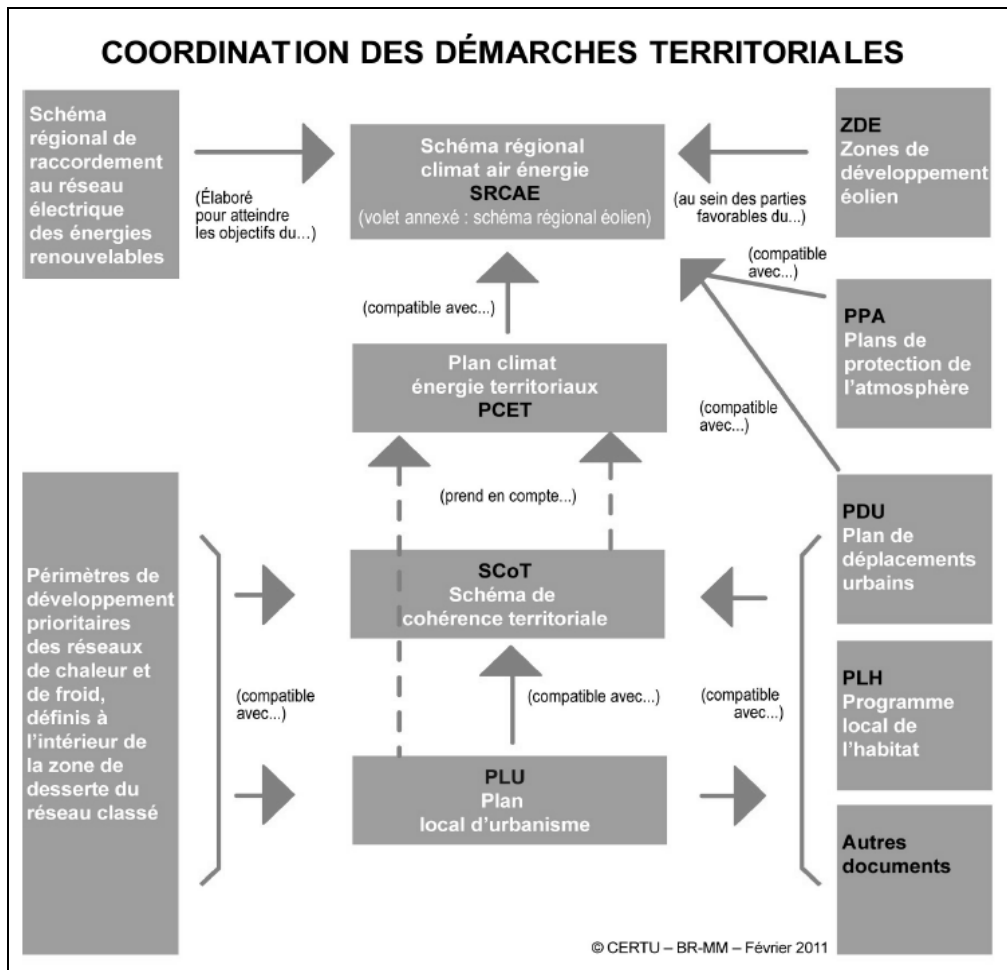 COORDINATION DES DÉMARCHES TERRITORIALES
Schéma
régional de
raccordement
au réseau
électrique
des énergies
renouvelables
(Élaboré
pour atteindre
les objectifs du...)
Schéma régional
climat air énergie
SRCAE
(volet annexé : schéma régional éolien)
(au sein des parties
favorables du...)
ZDE
Zones de
développement
éolien
(compatible
avec...)
PPA
Plans de
protection de
l'atmosphère
(compatible avec...)
Plan climat
énergie territoriaux
PCET
(compatible
avec...)
(prend en compte...)
Périmètres de
développement
prioritaires
des réseaux
de chaleur et
de froid,
définis à
l'intérieur de
la zone de
desserte du
réseau classé
(compatible
avec...)
SCoT
Schéma de
cohérence territoriale
(compatible avec...)
PLU
Plan
local d'urbanisme
(compatible
avec...)
PDU
Plan de
déplacements
urbains
PLH
Programme
local de
l'habitat
Autres
documents
© CERTU – BR-MM – Février 2011